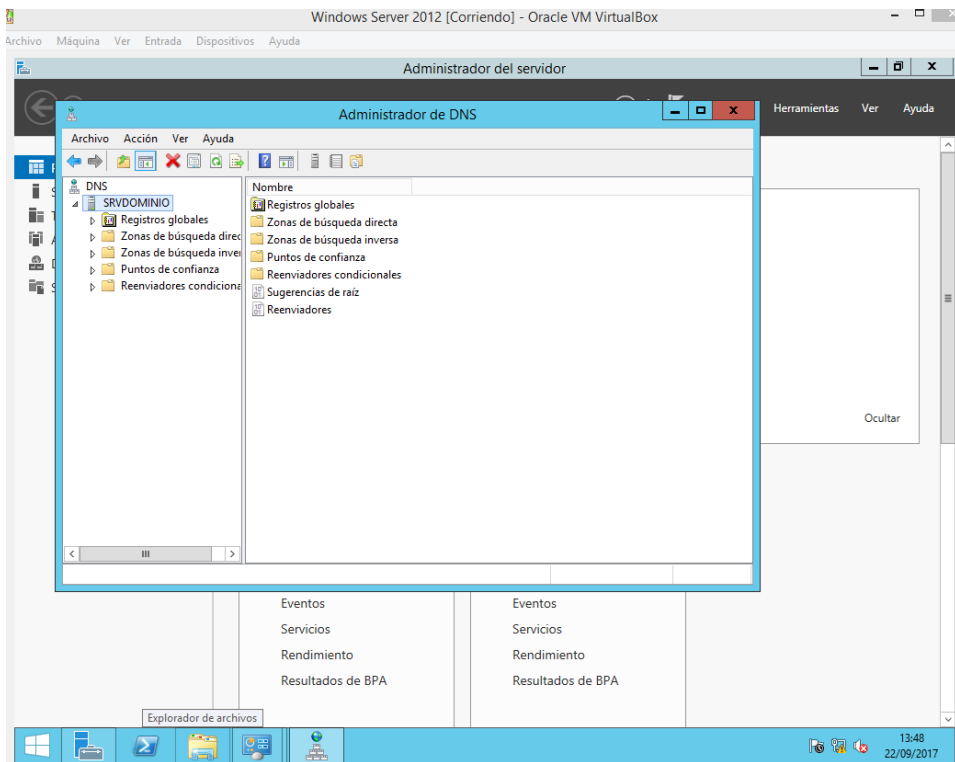 Windows Server 2012 [Corriendo] - Oracle VM VirtualBox
Archivo Máquina Ver Entrada Dispositivos Ayuda
Administrador del servidor
Herramientas Ver Ayuda
Administrador de DNS
Archivo Acción Ver Ayuda
DNS
SRVDOMINIO
Registros globales
Zonas de búsqueda direc
Zonas de búsqueda inver
Puntos de confianza
Reenviadores condiciona
Nombre
Registros globales
Zonas de búsqueda directa
Zonas de búsqueda inversa
Puntos de confianza
Reenviadores condicionales
Sugerencias de raíz
Reenviadores
Ocultar
Eventos
Servicios
Rendimiento
Resultados de BPA
Eventos
Servicios
Rendimiento
Resultados de BPA
Explorador de archivos
13:48
22/09/2017